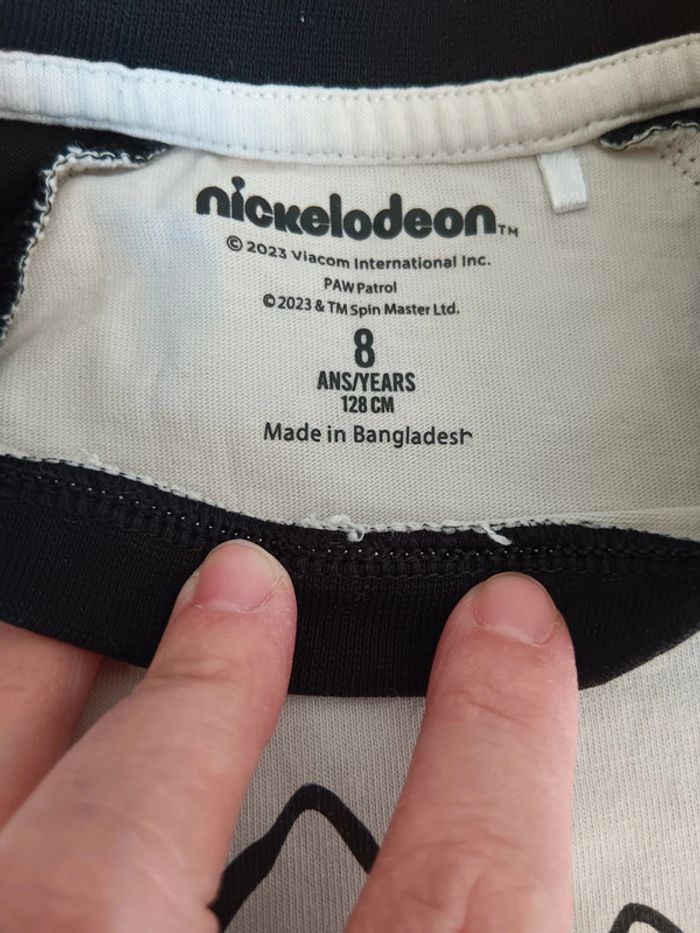 nickelodeon™
© 2023 Viacom International Inc.
PAW Patrol
© 2023 & TM Spin Master Ltd.
8
ANS/YEARS
128 CM
Made in Bangladesh